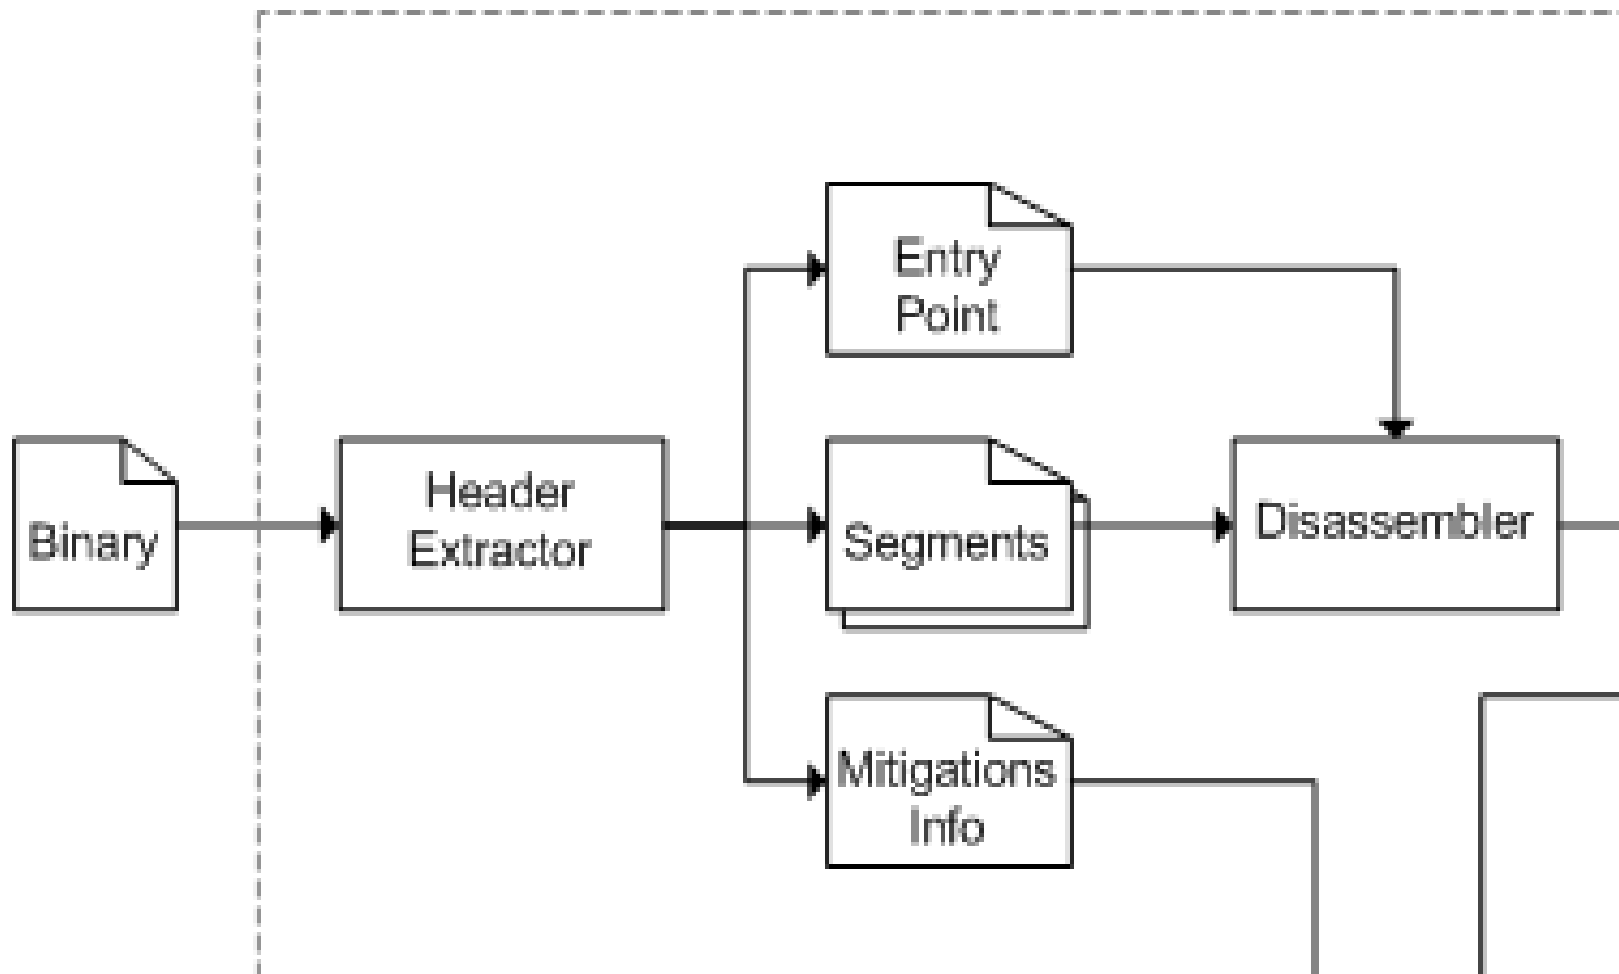 Entry
Point
Binary
Header
Extractor
Segments
Disassembler
Mitigations
Info